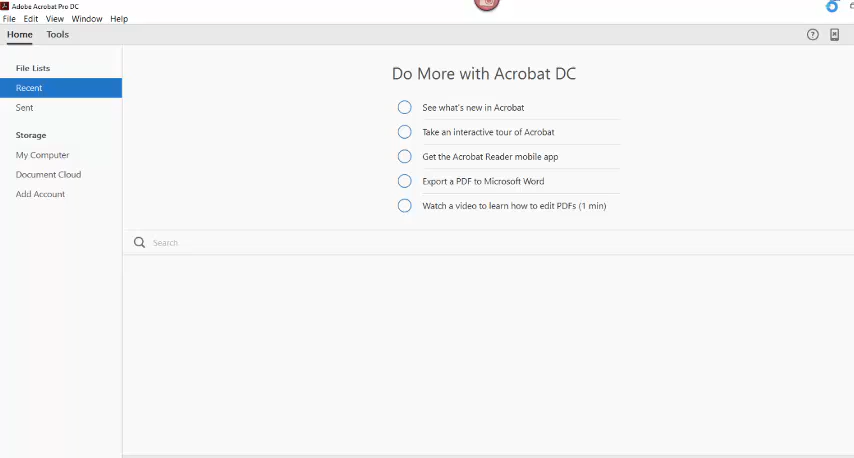 Adobe Acrobat Pro DC
File Edit View Window Help
Home Tools
File Lists
Recent
Sent
Storage
My Computer
Document Cloud
Add Account
Do More with Acrobat DC
See what's new in Acrobat
Take an interactive tour of Acrobat
Get the Acrobat Reader mobile app
Export a PDF to Microsoft Word
Watch a video to learn how to edit PDFs (1 min)
Search...